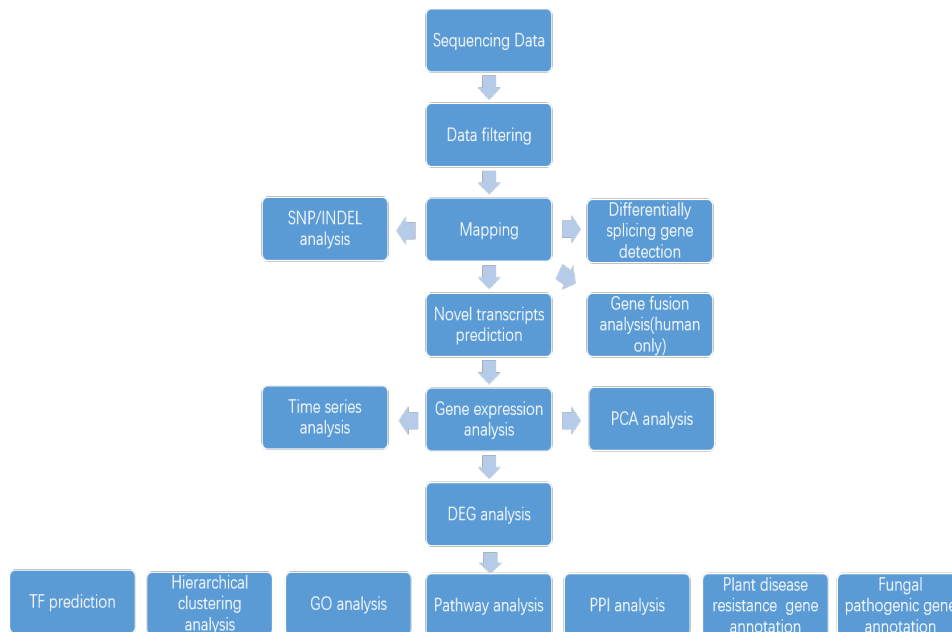 Sequencing Data
Data filtering
SNP/INDEL
analysis
Mapping
Differentially
splicing gene
detection
Novel transcripts
prediction
Gene fusion
analysis(human
only)
Time series
analysis
Gene expression
analysis
PCA analysis
DEG analysis
TF prediction
Hierarchical
clustering
analysis
GO analysis
Pathway analysis
PPI analysis
Plant disease
resistance gene
annotation
Fungal
pathogenic gene
annotation